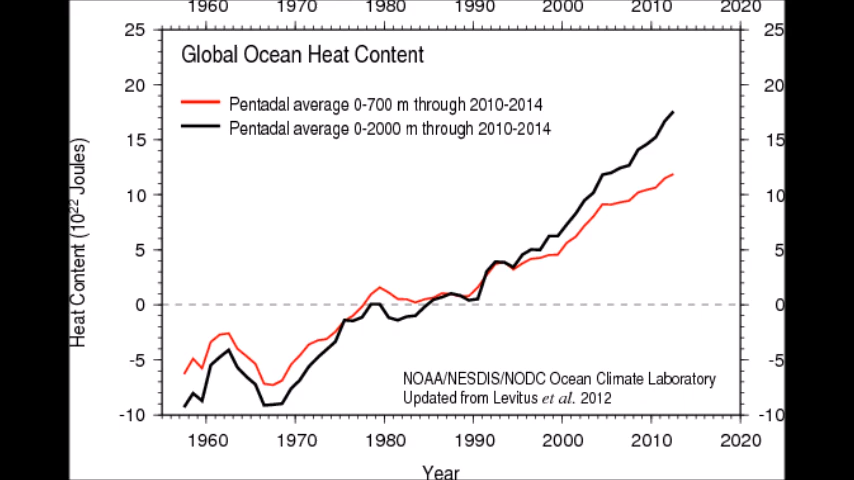 1960 1970 1980 1990 2000 2010 2020
25 25
Global Ocean Heat Content
20 20
Pentadal average 0-700 m through 2010-2014
Pentadal average 0-2000 m through 2010-2014
15 15
10 10
5 5
0 0
-5 -5
-10 -10
Heat Content (10²² Joules)
NOAA/NESDIS/NODC Ocean Climate Laboratory
Updated from Levitus et al. 2012
1960 1970 1980 1990 2000 2010 2020
Year